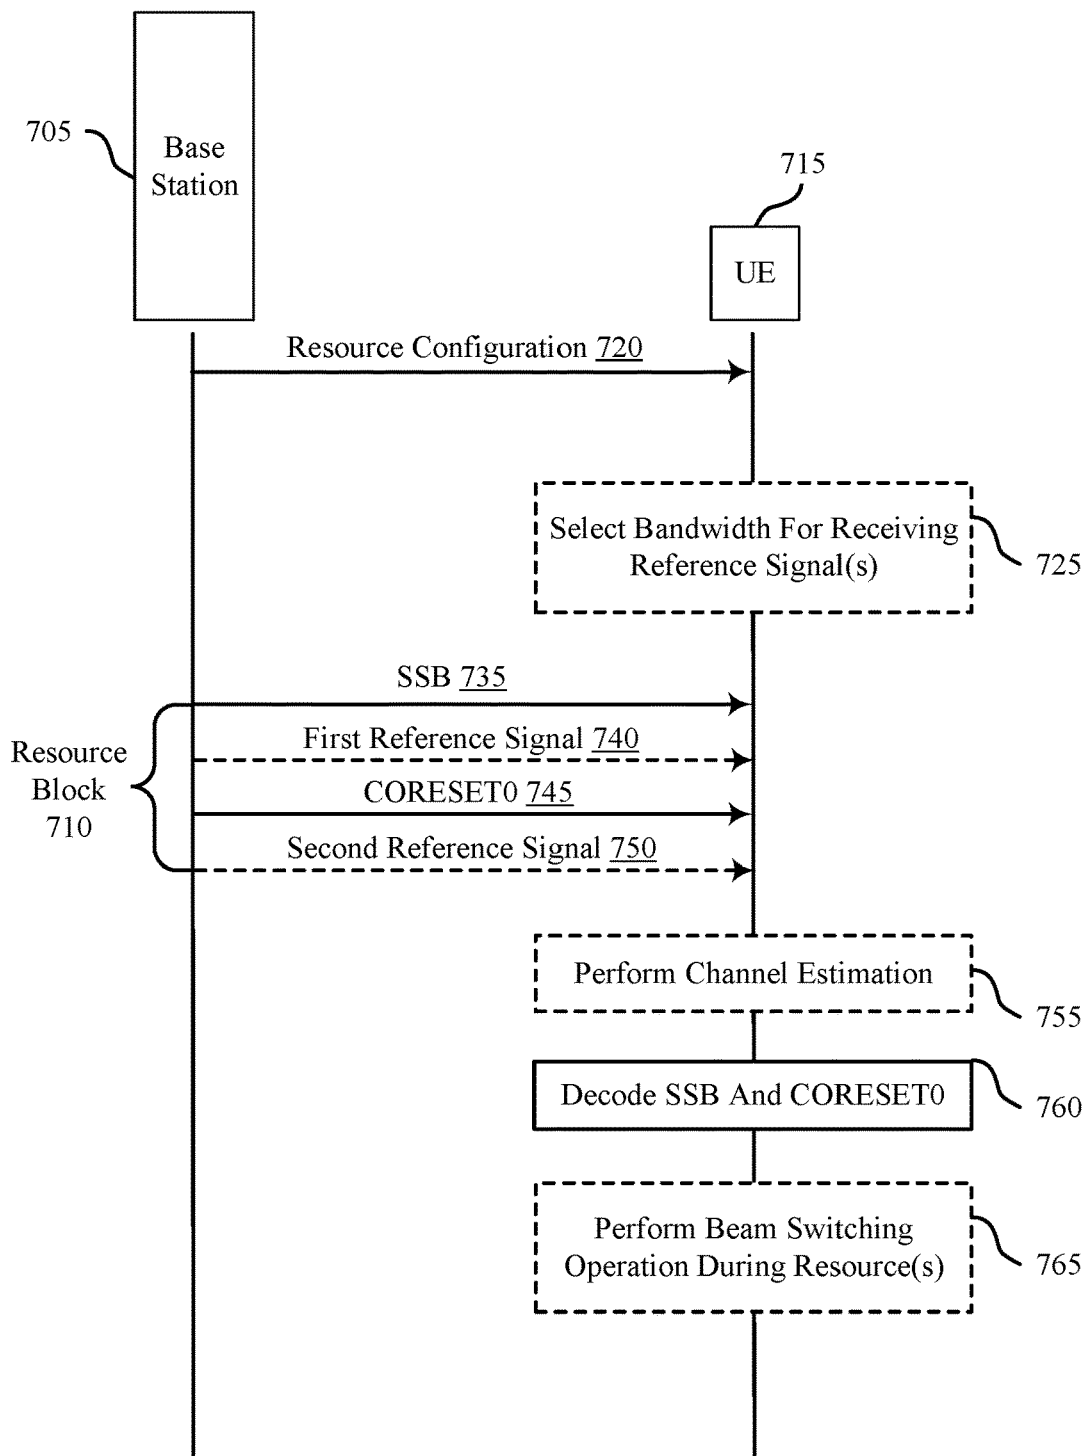 705
Base
Station
715
UE
Resource Configuration 720
Select Bandwidth For Receiving
Reference Signal(s)
725
SSB 735
First Reference Signal 740
Resource
Block
710
CORESET0 745
Second Reference Signal 750
Perform Channel Estimation
755
Decode SSB And CORESET0
760
Perform Beam Switching
Operation During Resource(s)
765